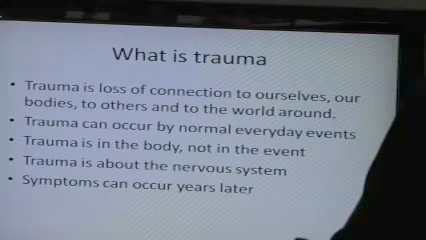 What is trauma
• Trauma is loss of connection to ourselves, our
bodies, to others and to the world around.
• Trauma can occur by normal everyday events
• Trauma is in the body, not in the event
• Trauma is about the nervous system
• Symptoms can occur years later